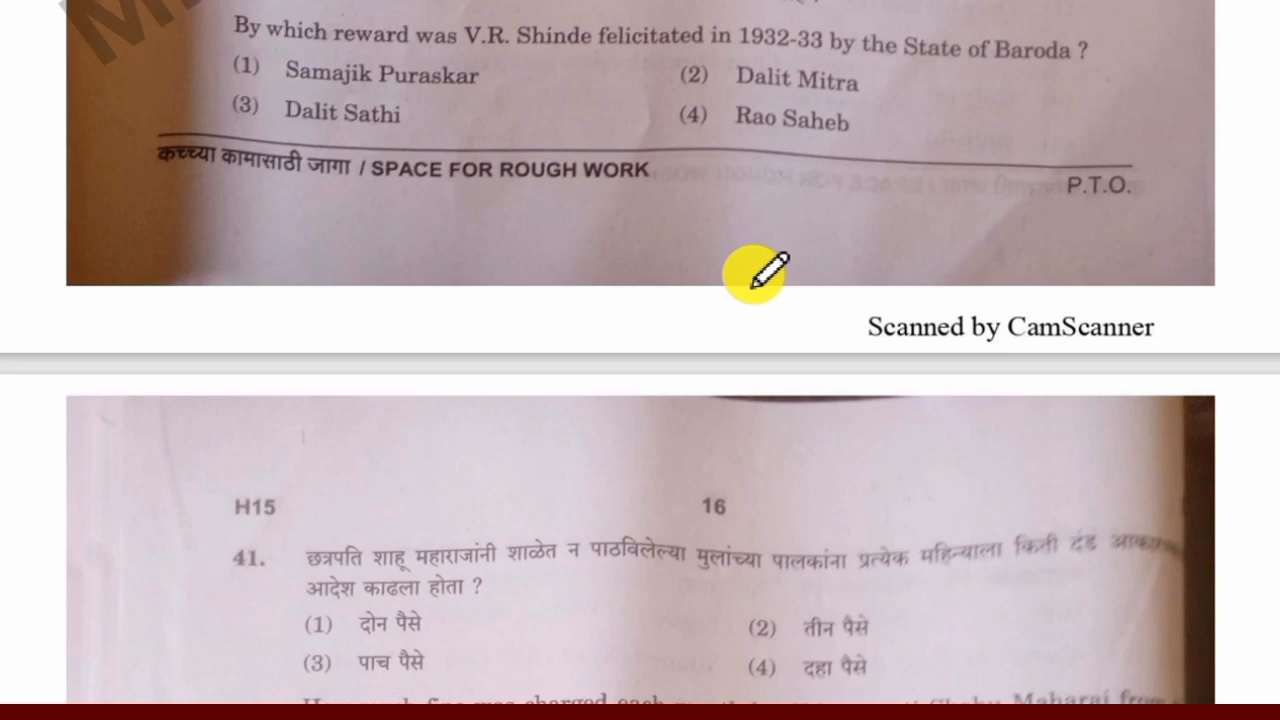 By which reward was V.R. Shinde felicitated in 1932-33 by the State of Baroda ?
(1) Samajik Puraskar (2) Dalit Mitra
(3) Dalit Sathi (4) Rao Saheb
कच्च्या कामासाठी जागा / SPACE FOR ROUGH WORK
P.T.O.
Scanned by CamScanner
H15 16
41. छत्रपति शाहू महाराजांनी शाळेत न पाठविलेल्या मुलांच्या पालकांना प्रत्येक महिन्याला किती दंड
आदेश काढला होता ?
(1) दोन पैसे (2) तीन पैसे
(3) पाच पैसे (4) दहा पैसे
Maharaj from